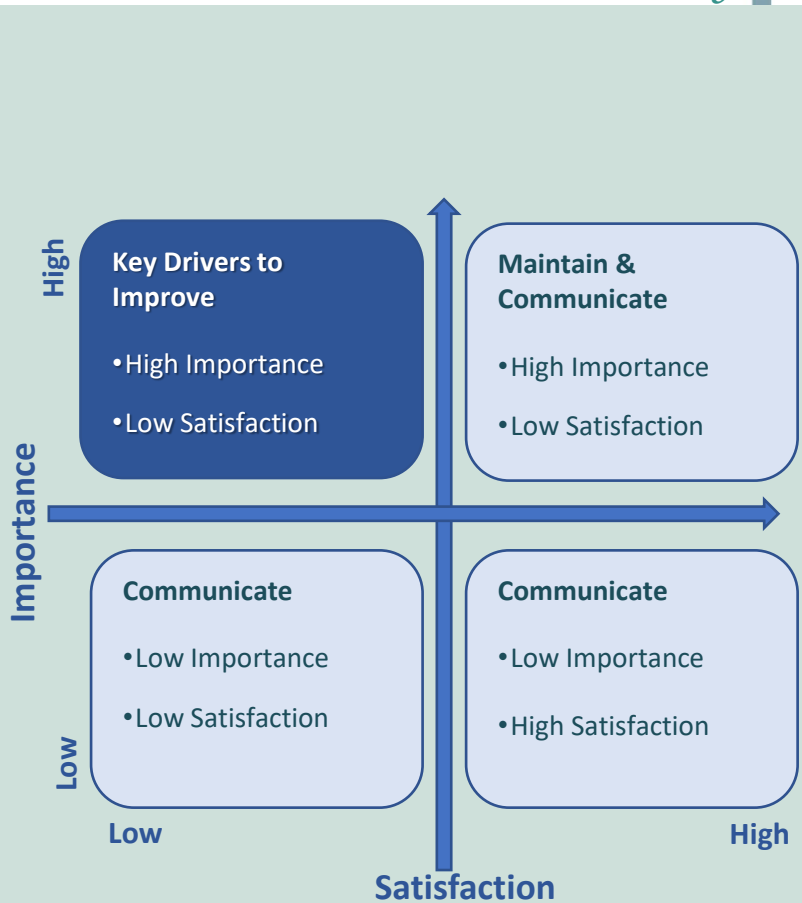 High
Key Drivers to
Improve
•High Importance
•Low Satisfaction
Maintain &
Communicate
•High Importance
•Low Satisfaction
Importance
Communicate
•Low Importance
•Low Satisfaction
Communicate
•Low Importance
•High Satisfaction
Low
Low
High
Satisfaction